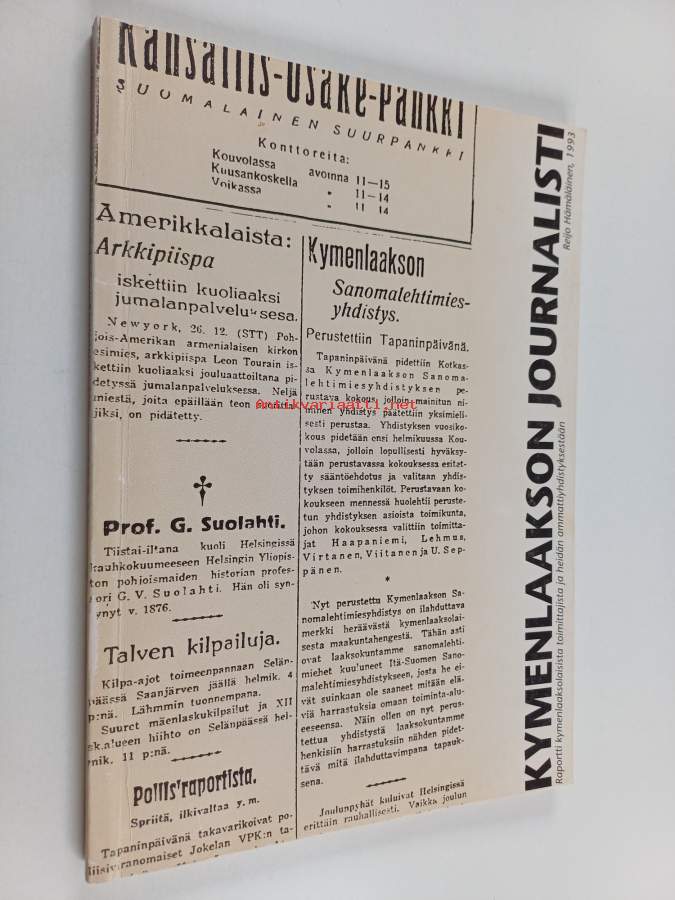 Kansallis-Osake-Pankki
SUOMALAINEN SUURPANKKI
Konttoreita:
Kouvolassa avoinna 11—15
Kuusankoskella " 11—14
Voikassa " 11 14
Amerikkalaista:
Arkkipiispa
iskettiin kuoliaaksi
jumalanpalveluksesa.
Newyork, 26. 12. (STT) Poh-
jois-Amerikan armenialaisen kirkon
esimies, arkkipiispa Leon Tourain is-
kettiin kuoliaaksi jouluaattoiltana pi-
detyssä jumalanpalveluksessa. Neljä
miestä, joita epäillään teon
jiksi, on pidätetty.
†
Prof. G. Suolahti.
Tiistai-iltana kuoli Helsingissä
kauhkokuumeeseen Helsingin Yliopis-
ton pohjoismaiden historian profes-
ori G. V. Suolahti. Hän oli syn-
ynyt v. 1876.
Talven kilpailuja.
Kilpa-ajot toimeenpannaan Selän-
päässä Saanjärven jäällä helmik. 4
p:nä. Lähmmin tuonnempana.
Suuret mäenlaskukilpailut ja XII
sk.alueen hiihto on Selänpäässä hel-
mik. 11 p:nä.
Poliisiraportista.
Spriitä, ilkivaltaa y. m.
Tapaninpäivänä takavarikoivat po-
liisiviranomaiset Jokelan VPK:n ta-
Kymenlaakson
Sanomalehtimies-
yhdistys.
Perustettiin Tapaninpäivänä.
Tapaninpäivänä pidettiin Kotkas-
sa Kymenlaakson Sanoma-
lehtimiesyhdistyksen pe-
rustava kokous, jolloin mainitun ni-
minen yhdistys päätettiin yksimieli-
sesti perustaa. Yhdistyksen vuosiko-
kous pidetään ensi helmikuussa Kou-
volassa, jolloin lopullisesti hyväksy-
tään perustavassa kokouksessa esitet-
ty sääntöehdotus ja valitaan yhdis-
tyksen toimihenkilöt. Perustavaan ko-
koukseen mennessä huolehtii peruste-
tun yhdistyksen asioista toimikunta,
johon kokouksessa valittiin toimitta-
jat Haapaniemi, Lehmus,
Virtanen, Viitanen ja U. Sep-
pänen.
*
Nyt perustettu Kymenlaakson Sa-
nomalehtimiesyhdistys on ilahduttava
merkki heräävästä kymenlaaksolai-
sesta maakuntahengestä. Tähän asti
ovat laaksokuntamme sanomalehti-
miehet kuuluneet Itä-Suomen Sano-
malehtimiesyhdistykseen, josta he ei-
vät suinkaan ole saaneet mitään elä-
viä harrastuksia omaan toiminta-alu-
eeseensa. Näin ollen on nyt perus-
tettua yhdistystä laaksokuntamme
henkisiin harrastuksiin nähden pidet-
tävä mitä ilahduttavimpana tapauk-
sena.
Joulunpyhät kuluivat Helsingissä
erittäin rauhallisesti. Vaikka joulun
KYMENLAAKSON JOURNALISTI
Raportti kymenlaaksolaisista toimittajista ja heidän ammattiyhdistyksestään
Reijo Hämäläinen, 1993
antikvariaatti.net